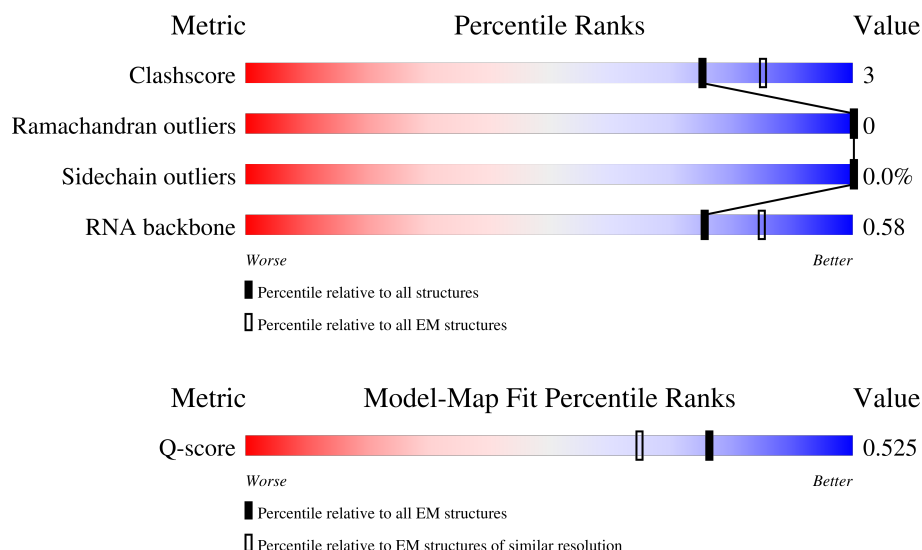 Metric Percentile Ranks Value
Clashscore 3
Ramachandran outliers 0
Sidechain outliers 0.0%
RNA backbone 0.58
Worse Better
Percentile relative to all structures
Percentile relative to all EM structures
Metric Model-Map Fit Percentile Ranks Value
Q-score 0.525
Worse Better
Percentile relative to all EM structures
Percentile relative to EM structures of similar resolution